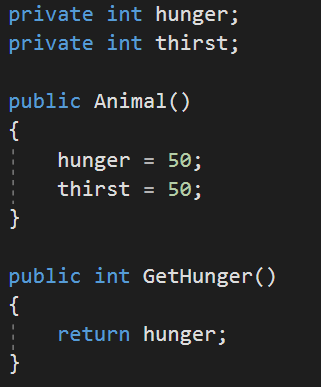 private int hunger;
private int thirst;

public Animal()
{
    hunger = 50;
    thirst = 50;
}

public int GetHunger()
{
    return hunger;
}